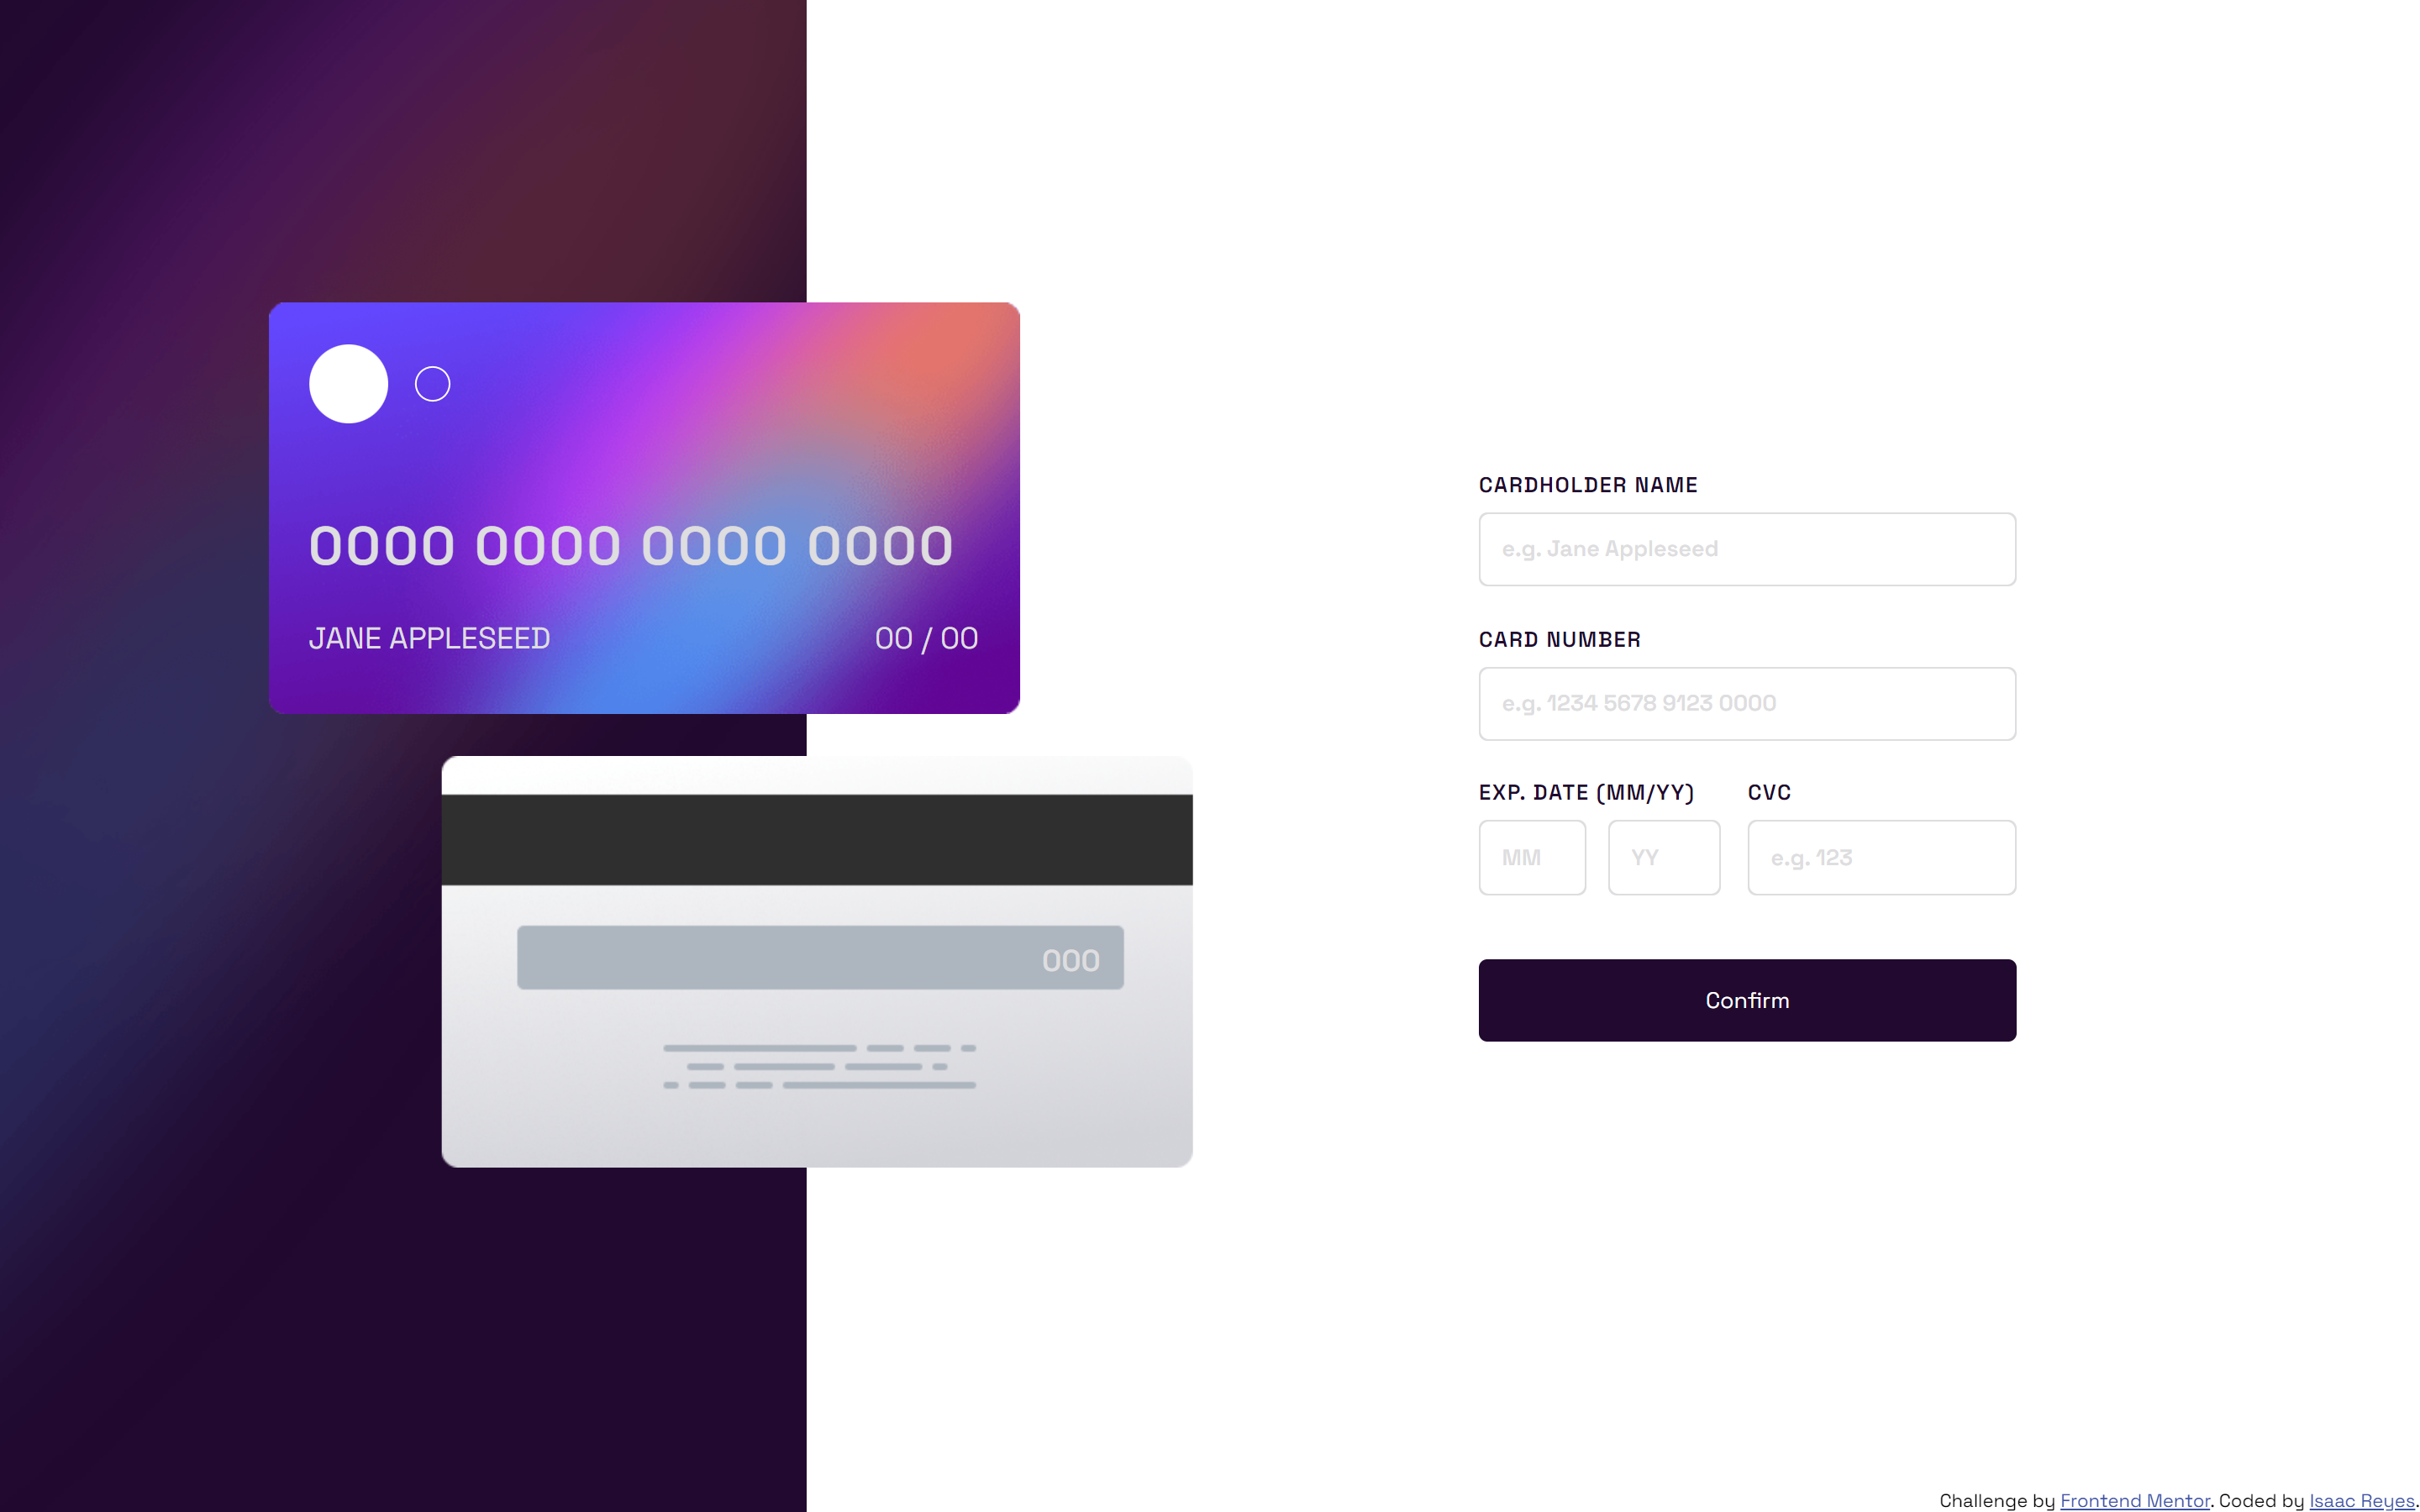 0000 0000 0000 0000
JANE APPLESEED 00 / 00
000
CARDHOLDER NAME
e.g. Jane Appleseed
CARD NUMBER
e.g. 1234 5678 9123 0000
EXP. DATE (MM/YY) CVC
MM YY e.g. 123
Confirm
Challenge by Frontend Mentor. Coded by Isaac Reyes.